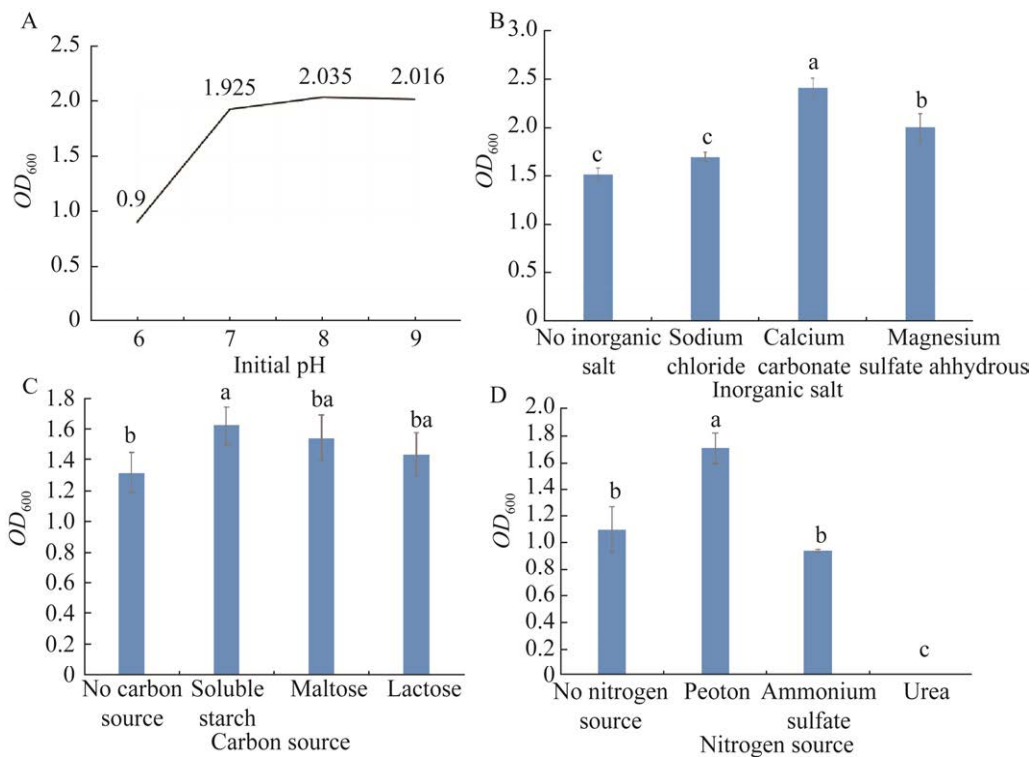 A
OD600
2.5
2.0
1.5
1.0
0.5
0
0.9
1.925
2.035
2.016
6 7 8 9
Initial pH
B
OD600
3.0
2.5
2.0
1.5
1.0
0.5
0
c
c
a
b
No inorganic salt
Sodium chloride
Calcium carbonate
Magnesium sulfate ahhydrous
Inorganic salt
C
OD600
1.8
1.6
1.4
1.2
1.0
0.8
0.6
0.4
0.2
0
b
a
ba
ba
No carbon source
Soluble starch
Maltose
Lactose
Carbon source
D
OD600
2.0
1.8
1.6
1.4
1.2
1.0
0.8
0.6
0.4
0.2
0
b
a
b
c
No nitrogen source
Peoton
Ammonium sulfate
Urea
Nitrogen source